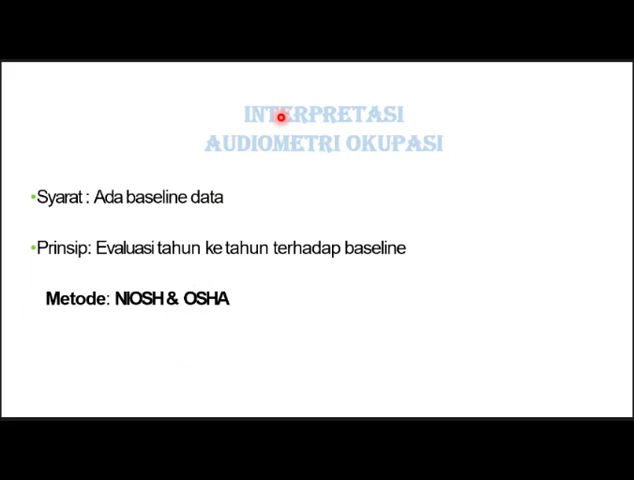 INTERPRETASI
AUDIOMETRI OKUPASI
•Syarat : Ada baseline data
•Prinsip: Evaluasi tahun ke tahun terhadap baseline
Metode: NIOSH & OSHA